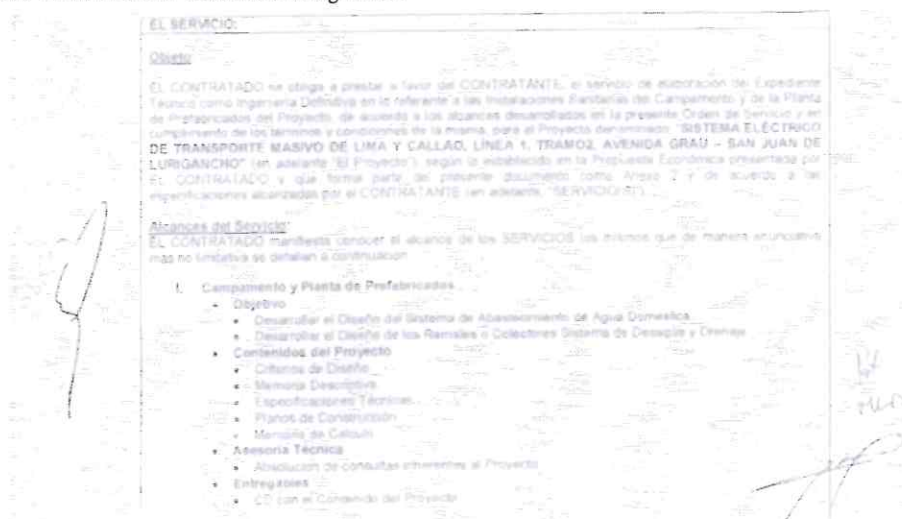 EL SERVICIO:
Objeto
EL CONTRATADO se obliga a prestar a favor del CONTRATANTE, el servicio de elaboración del Expediente
Técnico como Ingeniería Definitiva en lo referente a las Instalaciones Sanitarias del Campamento y de la Planta
de Prefabricados del Proyecto, de acuerdo a los alcances desarrollados en la presente Orden de Servicio y en
cumplimiento de los términos y condiciones de la misma, para el Proyecto denominado "SISTEMA ELÉCTRICO
DE TRANSPORTE MASIVO DE LIMA Y CALLAO, LÍNEA 1, TRAMO2, AVENIDA GRAU – SAN JUAN DE
LURIGANCHO" (en adelante "El Proyecto"), según lo establecido en la Propuesta Económica presentada por
EL CONTRATADO y que forma parte del presente documento como Anexo 2 y de acuerdo a las
especificaciones alcanzadas por el CONTRATANTE (en adelante, "SERVICIOS").
Alcances del Servicio:
EL CONTRATADO manifiesta conocer el alcance de los SERVICIOS los mismos que de manera enunciativa
mas no limitativa se detallan a continuación
I. Campamento y Planta de Prefabricados
• Objetivo
• Desarrollar el Diseño del Sistema de Abastecimiento de Agua Domestica
• Desarrollar el Diseño de los Ramales o Colectores Sistema de Desagüe y Drenaje
• Contenidos del Proyecto
• Criterios de Diseño
• Memoria Descriptiva
• Especificaciones Técnicas
• Planos de Construcción
• Memoria de Calculo
• Asesoría Técnica
• Absolución de consultas inherentes al Proyecto
• Entregables
• CD con el Contenido del Proyecto